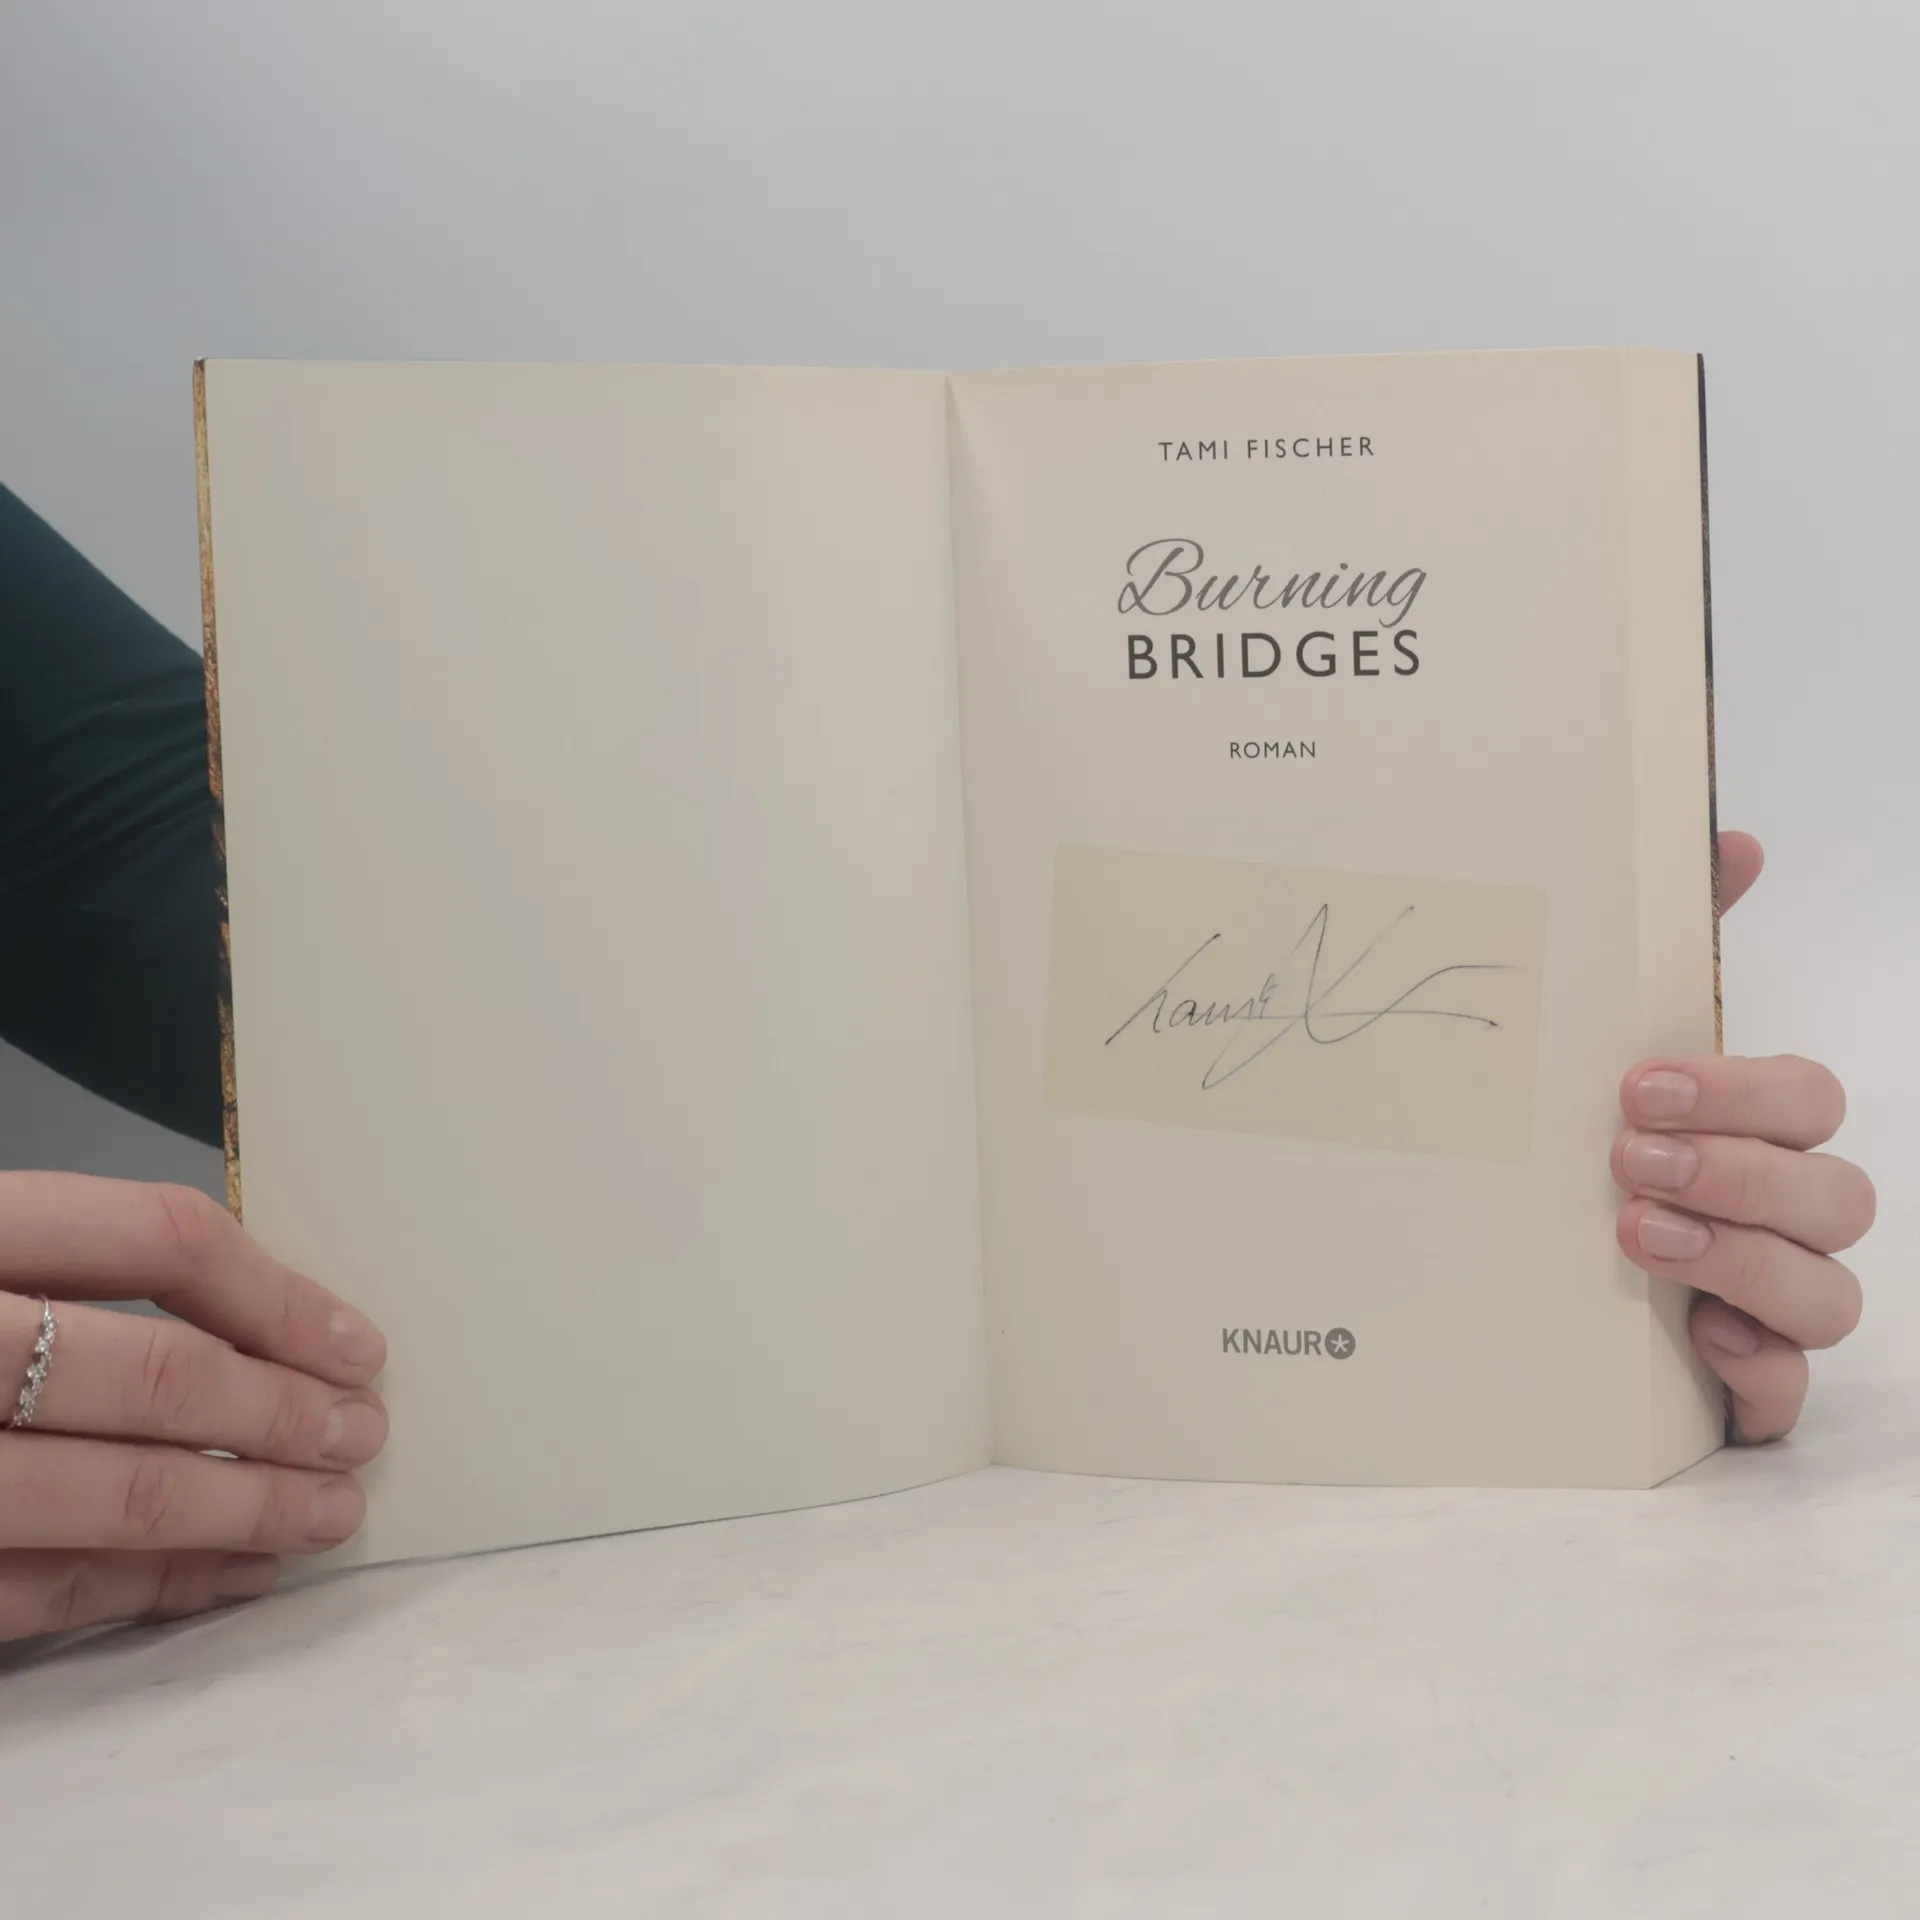 TAMI FISCHER
Burning
BRIDGES
ROMAN
KNAUR